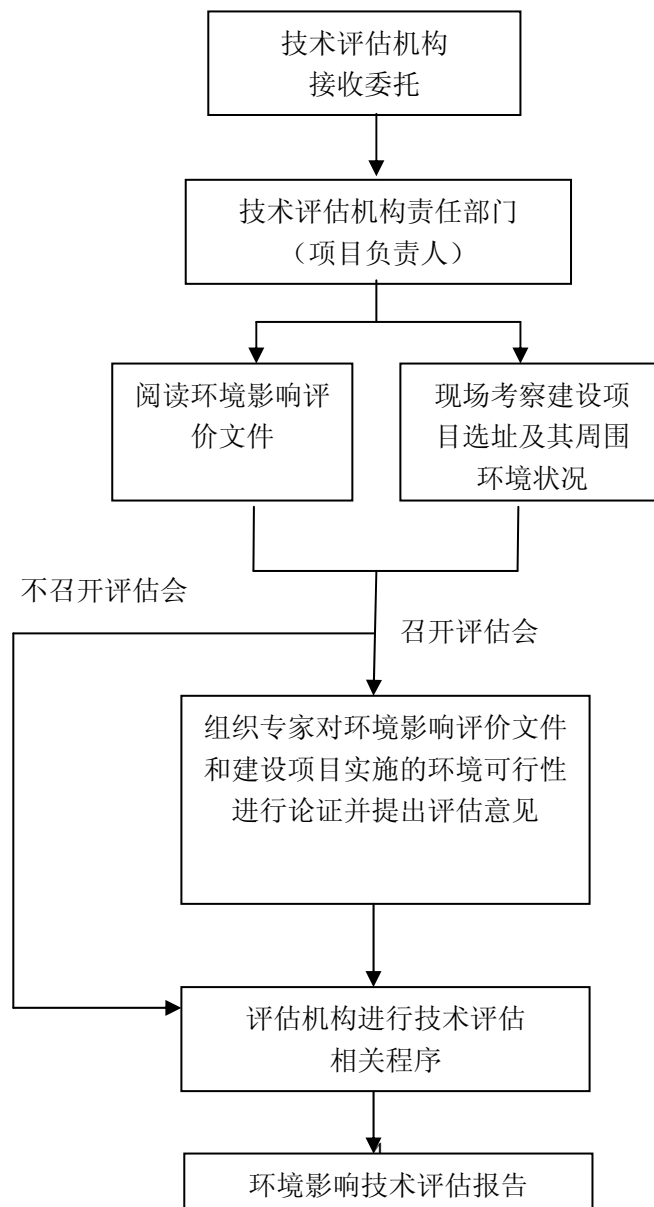 技术评估机构
接收委托
技术评估机构责任部门
（项目负责人）
阅读环境影响评
价文件
现场考察建设项
目选址及其周围
环境状况
不召开评估会
召开评估会
组织专家对环境影响评价文件
和建设项目实施的环境可行性
进行论证并提出评估意见
评估机构进行技术评估
相关程序
环境影响技术评估报告